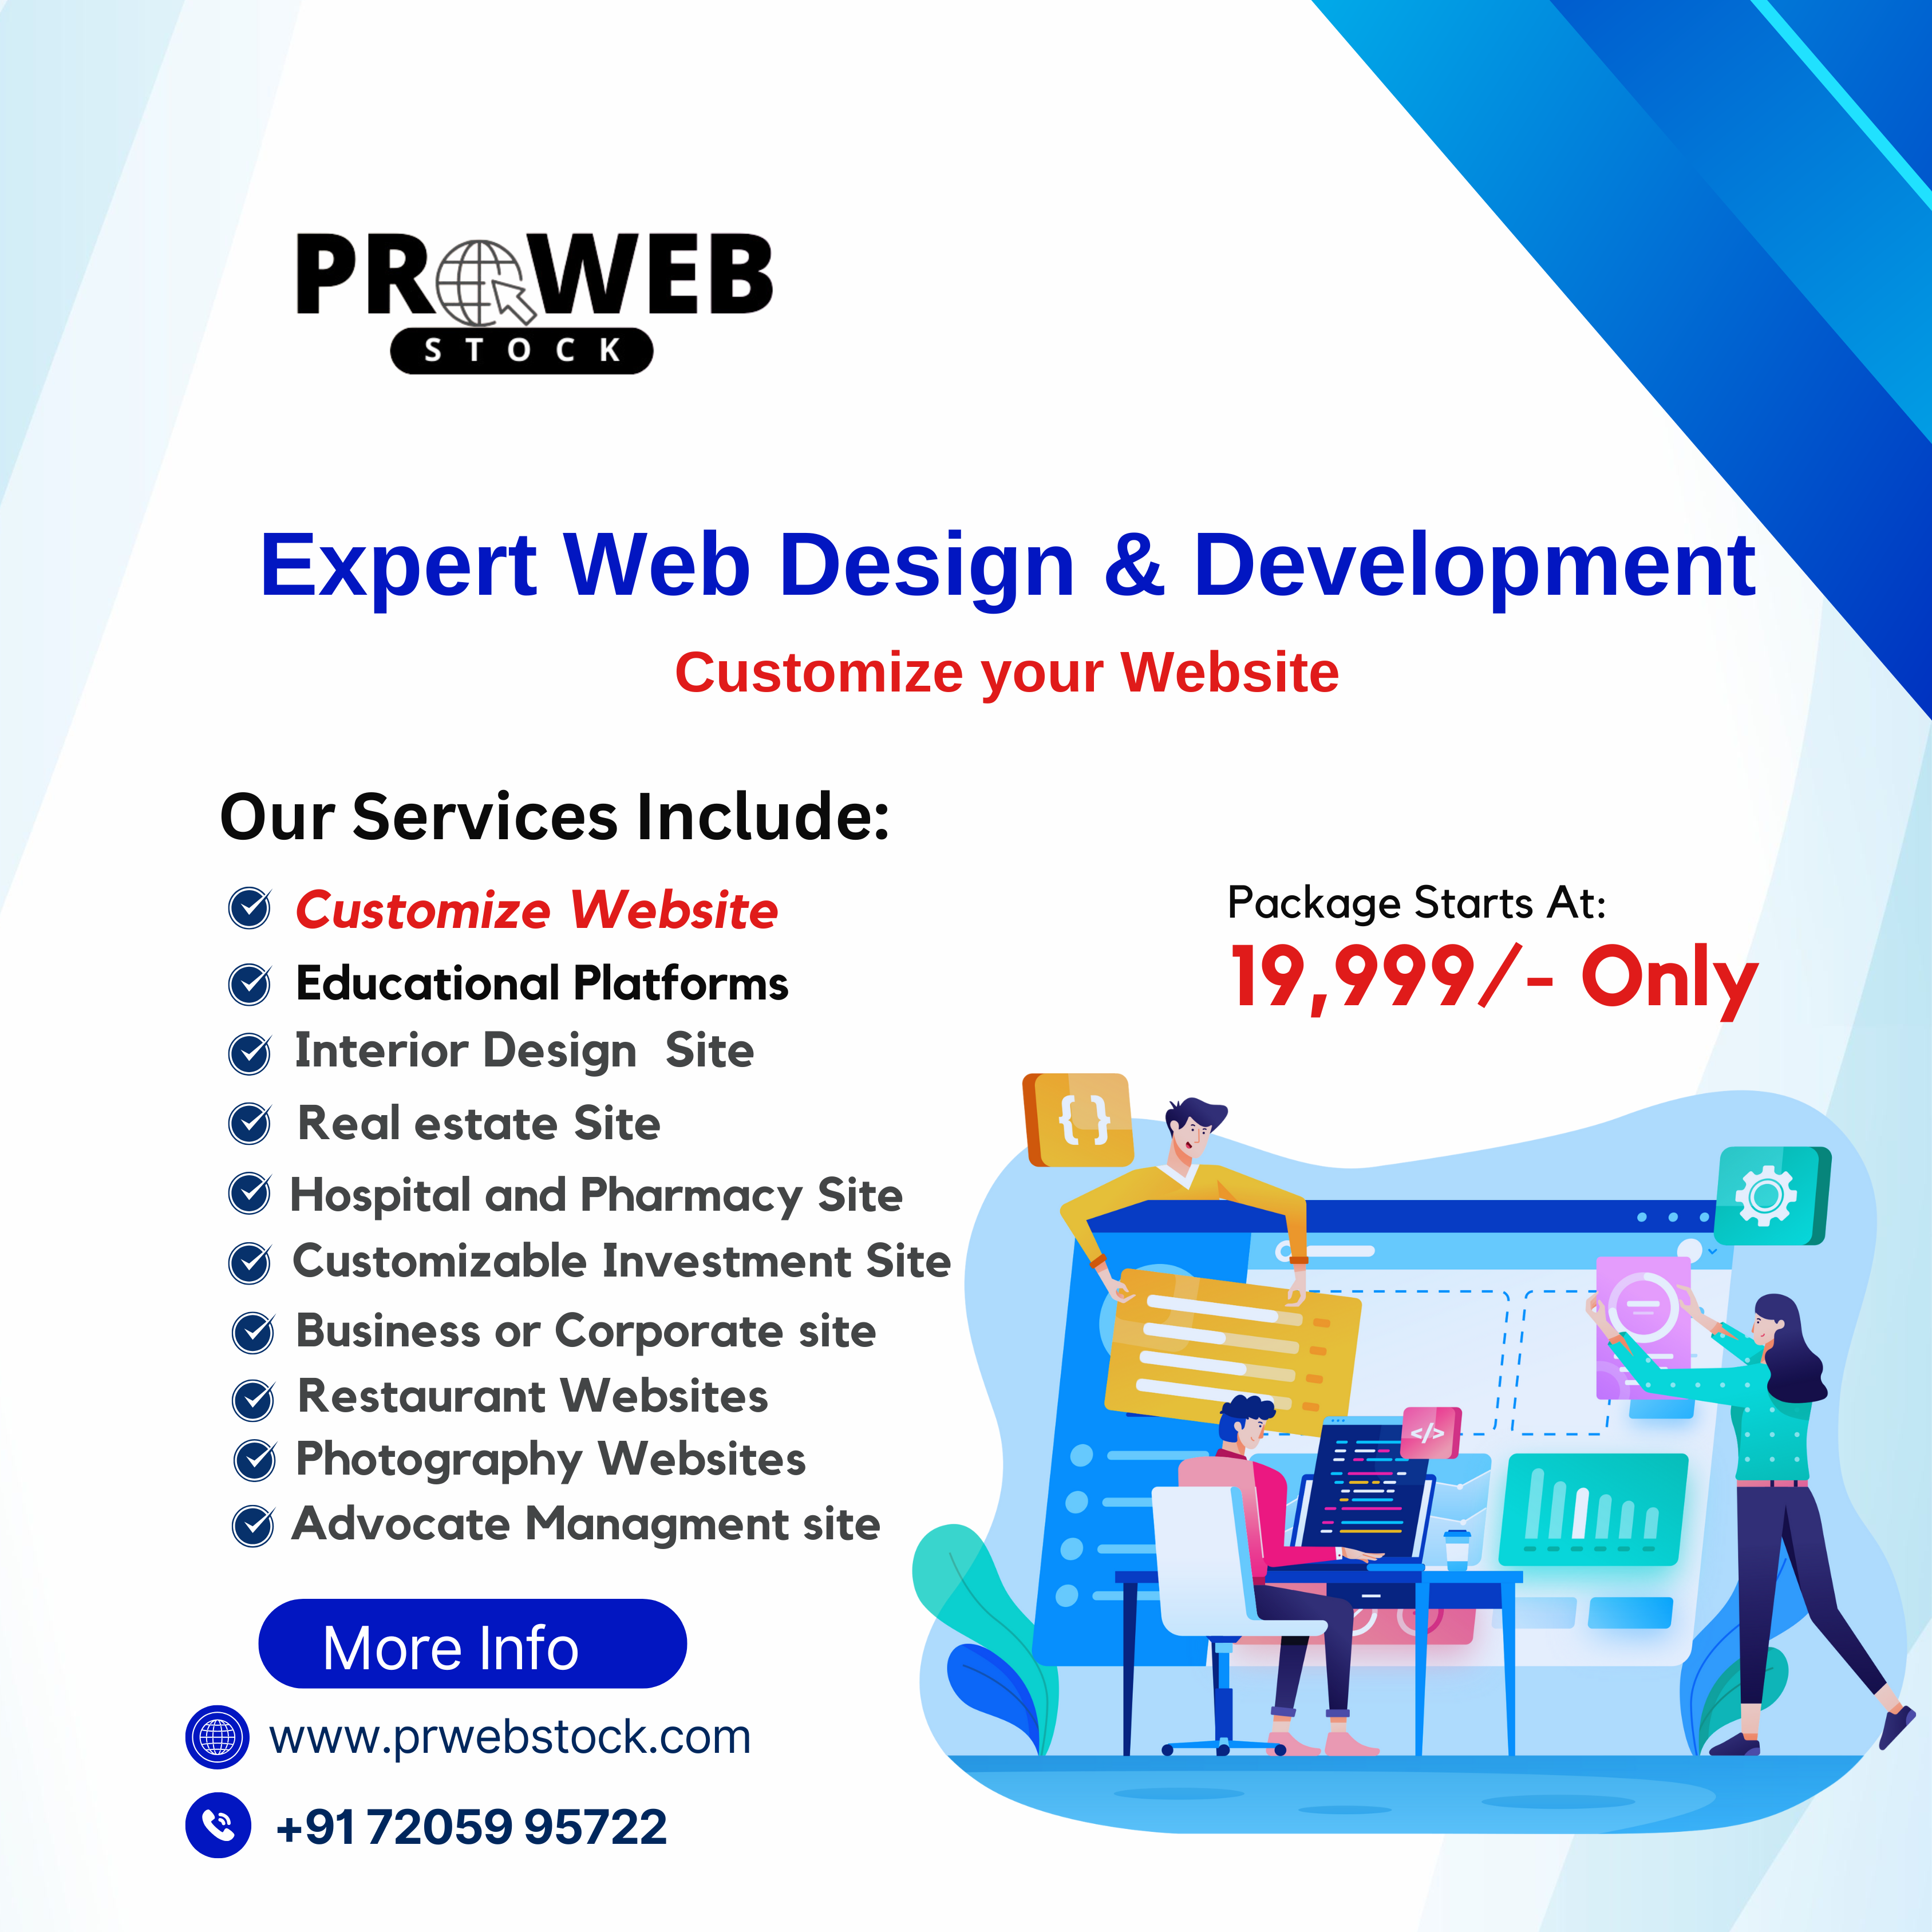 PROWEB
STOCK
Expert Web Design & Development
Customize your Website
Our Services Include:
Customize Website
Educational Platforms
Interior Design Site
Real estate Site
Hospital and Pharmacy Site
Customizable Investment Site
Business or Corporate site
Restaurant Websites
Photography Websites
Advocate Managment site
Package Starts At:
19,999/- Only
{ }
</>
More Info
www.prwebstock.com
+91 72059 95722